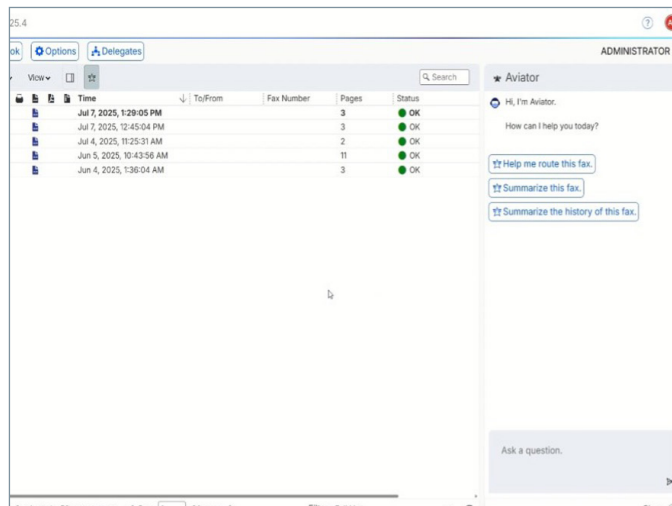 25.4
ok Options Delegates ADMINISTRATOR
View Search
Time To/From Fax Number Pages Status
Jul 7, 2025, 1:29:05 PM 3 OK
Jul 7, 2025, 12:45:04 PM 3 OK
Jul 4, 2025, 11:25:31 AM 2 OK
Jun 5, 2025, 10:43:56 AM 11 OK
Jun 4, 2025, 1:36:04 AM 3 OK
Aviator
Hi, I'm Aviator.
How can I help you today?
Help me route this fax.
Summarize this fax.
Summarize the history of this fax.
Ask a question.